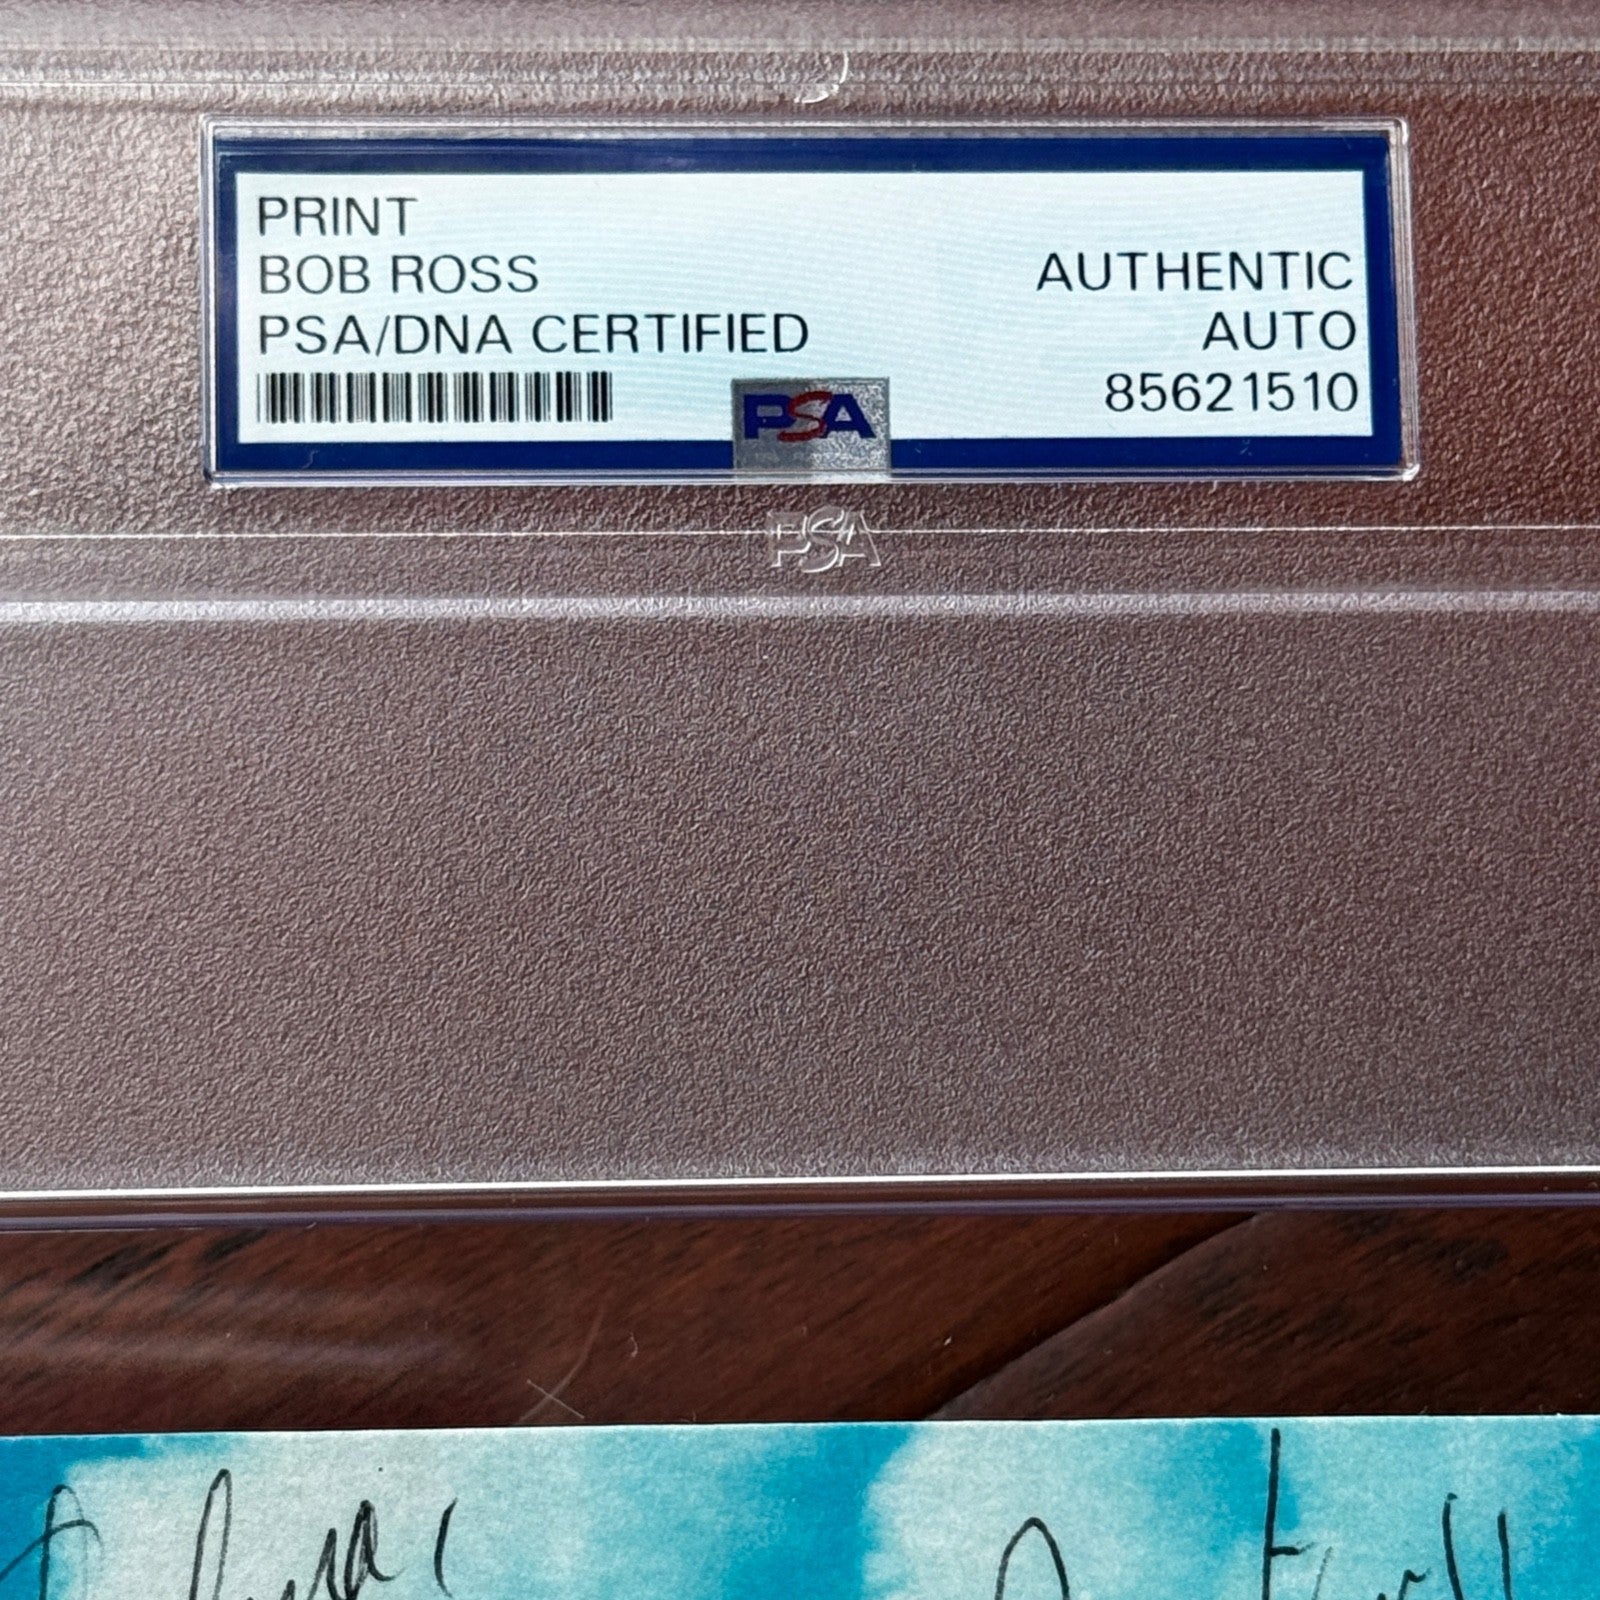 PRINT
BOB ROSS
PSA/DNA CERTIFIED
AUTHENTIC
AUTO
85621510
PSA
PSA